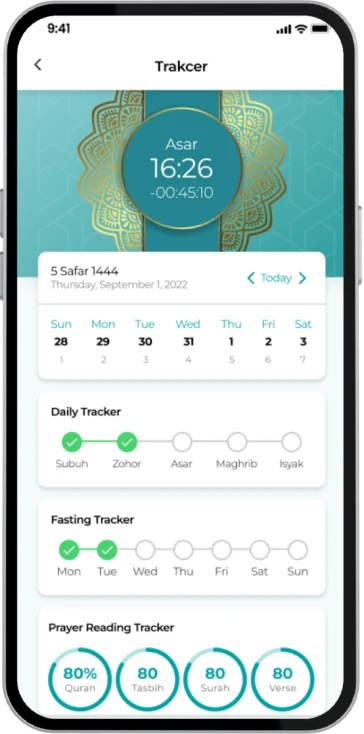 9:41
Trakcer
Asar
16:26
-00:45:10
5 Safar 1444
Thursday, September 1, 2022
Today
Sun Mon Tue Wed Thu Fri Sat
28 29 30 31 1 2 3
1 2 3 4 5 6 7
Daily Tracker
Subuh Zohor Asar Maghrib Isyak
Fasting Tracker
Mon Tue Wed Thu Fri Sat Sun
Prayer Reading Tracker
80% 80 80 80
Quran Tasbih Surah Verse